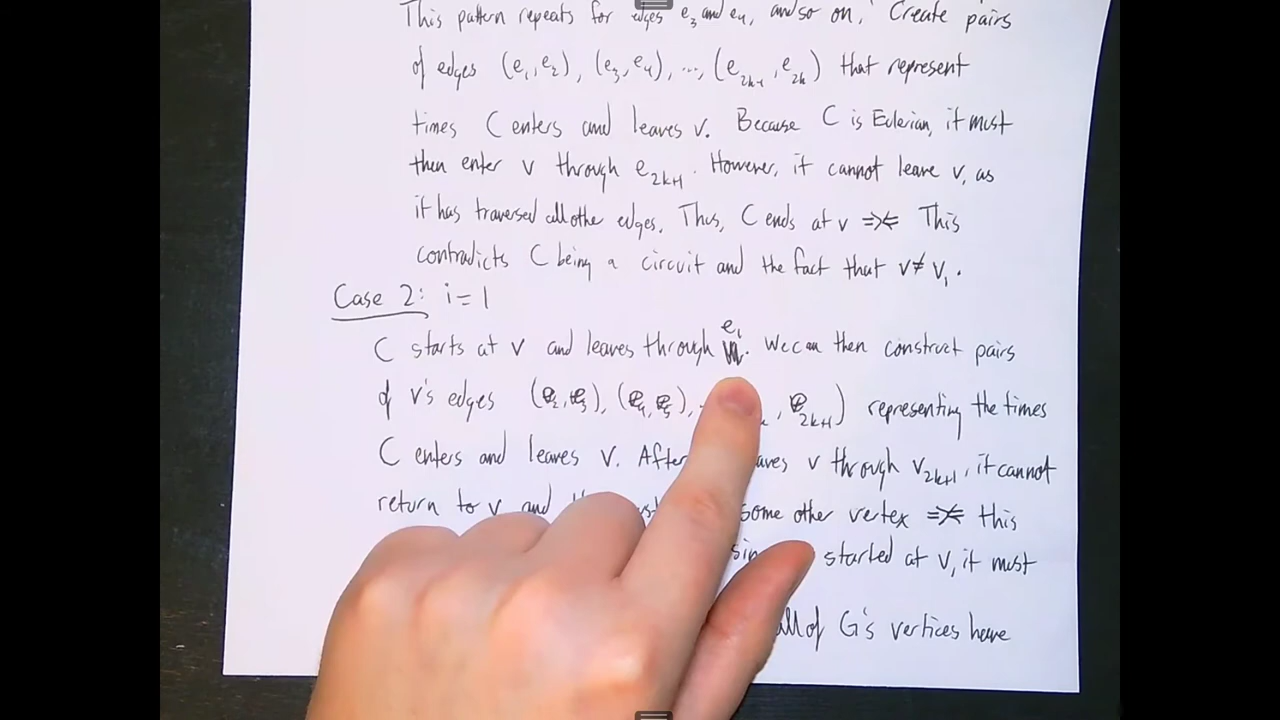 This pattern repeats for edges e₃ and e₄, and so on. Create pairs
of edges (e₁, e₂), (e₃, e₄), ..., (e₂ₖ₋₁, e₂ₖ) that represent
times C enters and leaves v. Because C is Eulerian, it must
then enter v through e₂ₖ₊₁. However, it cannot leave v, as
it has traversed all othe edges. Thus, C ends at v ⇒⇐ This
contradicts C being a circuit and the fact that v ≠ v₁.
Case 2: i = 1
C starts at v and leaves through e₁. We can then construct pairs
of v's edges (e₂, e₃), (e₄, e₅), , e₂ₖ₊₁) representing the times
C enters and leaves v. After v through v₂ₖ₊₁, it cannot
return to v and some other vertex ⇒⇐ this
started at v, it must
all of G's vertices have